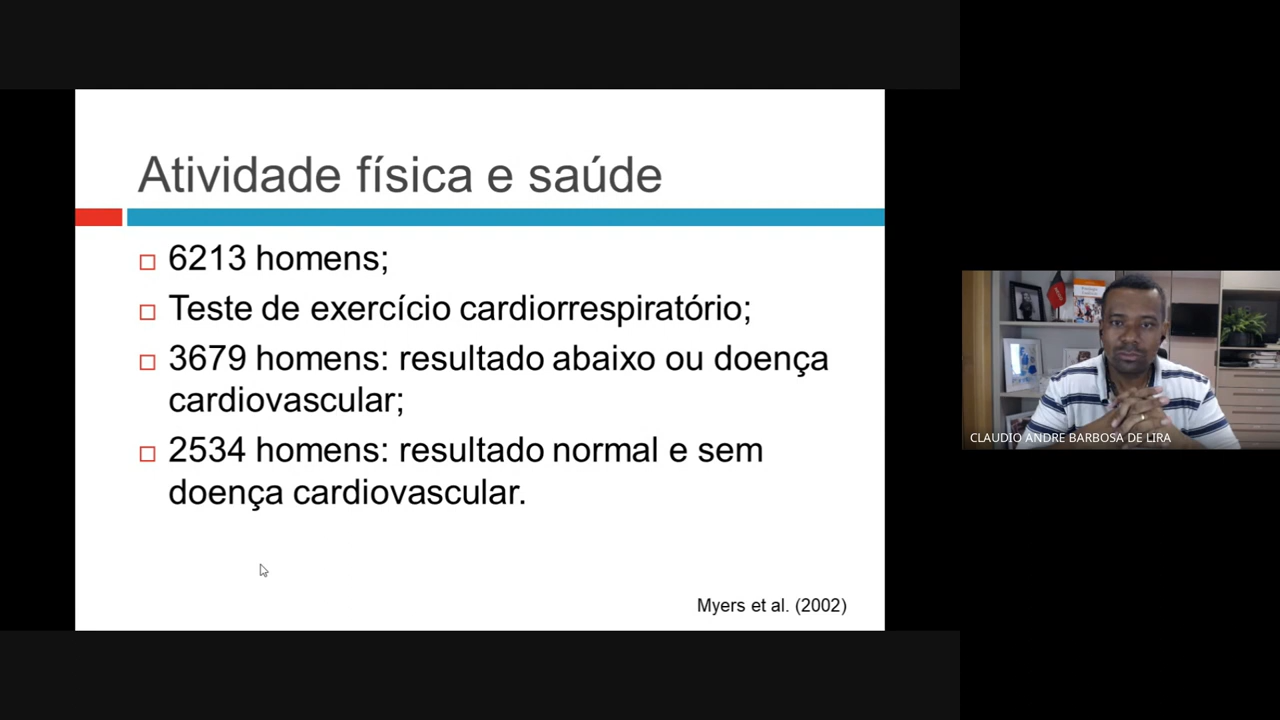 Atividade física e saúde
6213 homens;
Teste de exercício cardiorrespiratório;
3679 homens: resultado abaixo ou doença
cardiovascular;
2534 homens: resultado normal e sem
doença cardiovascular.
Myers et al. (2002)
CLAUDIO ANDRE BARBOSA DE LIRA